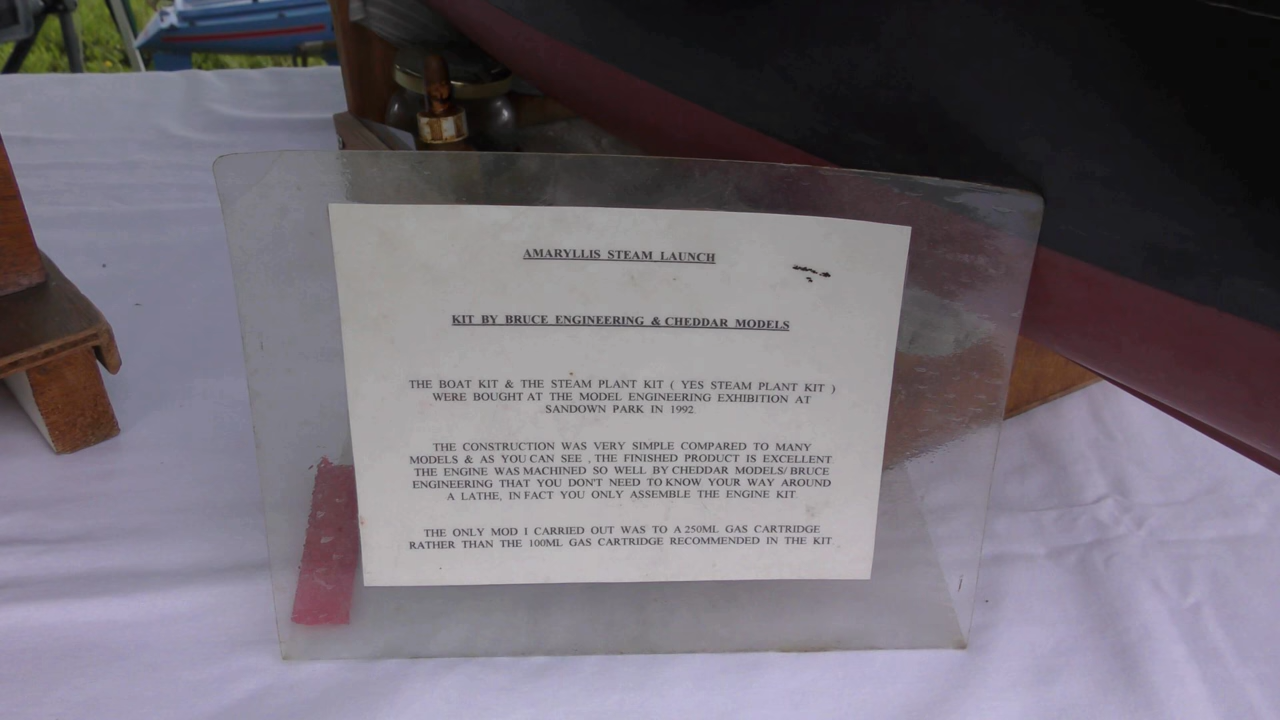 AMARYLLIS STEAM LAUNCH
KIT BY BRUCE ENGINEERING & CHEDDAR MODELS
THE BOAT KIT & THE STEAM PLANT KIT ( YES STEAM PLANT KIT )
WERE BOUGHT AT THE MODEL ENGINEERING EXHIBITION AT
SANDOWN PARK IN 1992.
THE CONSTRUCTION WAS VERY SIMPLE COMPARED TO MANY
MODELS & AS YOU CAN SEE , THE FINISHED PRODUCT IS EXCELLENT.
THE ENGINE WAS MACHINED SO WELL BY CHEDDAR MODELS/ BRUCE
ENGINEERING THAT YOU DON'T NEED TO KNOW YOUR WAY AROUND
A LATHE, IN FACT YOU ONLY ASSEMBLE THE ENGINE KIT.
THE ONLY MOD I CARRIED OUT WAS TO A 250ML GAS CARTRIDGE
RATHER THAN THE 100ML GAS CARTRIDGE RECOMMENDED IN THE KIT.